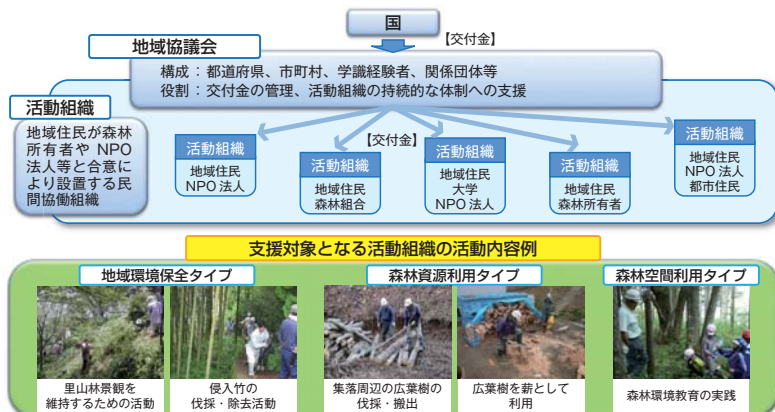 国
【交付金】
地域協議会
構成：都道府県、市町村、学識経験者、関係団体等
役割：交付金の管理、活動組織の持続的な体制への支援
活動組織
地域住民が森林
所有者や NPO
法人等と合意に
より設置する民
間協働組織
【交付金】
活動組織
地域住民
NPO 法人
活動組織
地域住民
森林組合
活動組織
地域住民
大学
NPO 法人
活動組織
地域住民
森林所有者
活動組織
地域住民
NPO 法人
都市住民
支援対象となる活動組織の活動内容例
地域環境保全タイプ
森林資源利用タイプ
森林空間利用タイプ
里山林景観を
維持するための活動
侵入竹の
伐採・除去活動
集落周辺の広葉樹の
伐採・搬出
広葉樹を薪として
利用
森林環境教育の実践